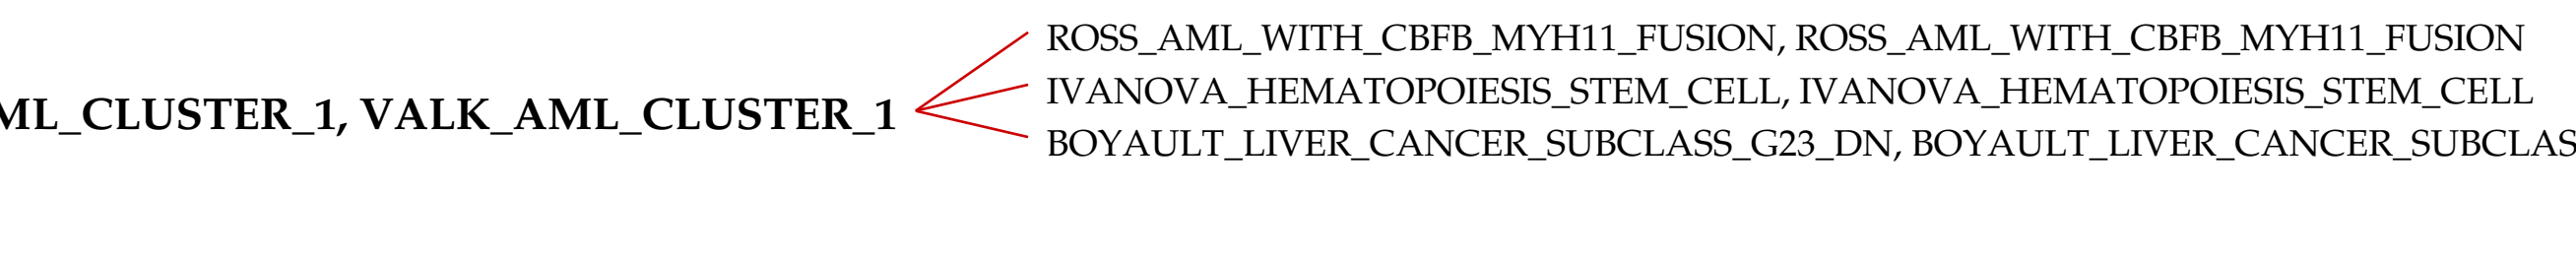 ROSS_AML_WITH_CBFB_MYH11_FUSION, ROSS_AML_WITH_CBFB_MYH11_FUSION
IVANOVA_HEMATOPOIESIS_STEM_CELL, IVANOVA_HEMATOPOIESIS_STEM_CELL
ML_CLUSTER_1, VALK_AML_CLUSTER_1
BOYAULT_LIVER_CANCER_SUBCLASS_G23_DN, BOYAULT_LIVER_CANCER_SUBCLAS